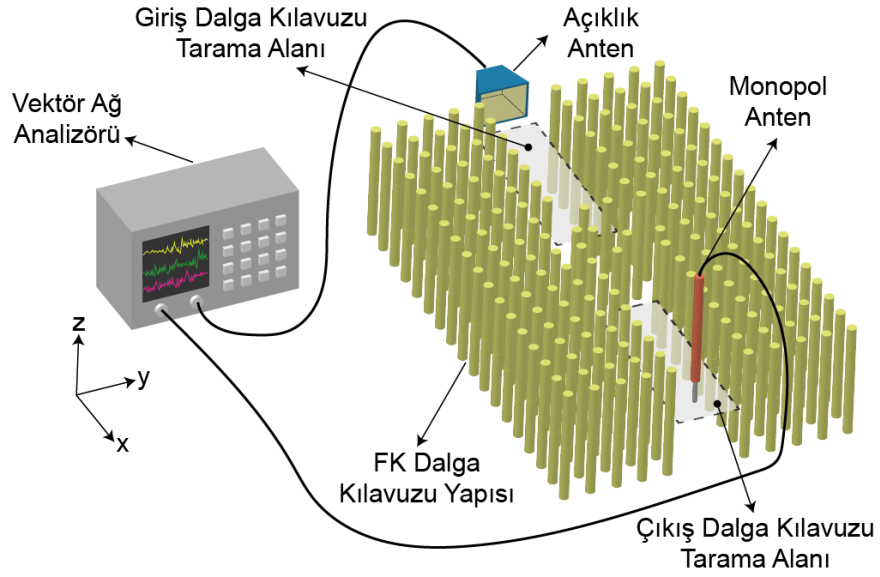 Giriş Dalga Kılavuzu
Tarama Alanı
Açıklık
Anten
Monopol
Anten
Vektör Ağ
Analizörü
z
y
x
FK Dalga
Kılavuzu Yapısı
Çıkış Dalga Kılavuzu
Tarama Alanı